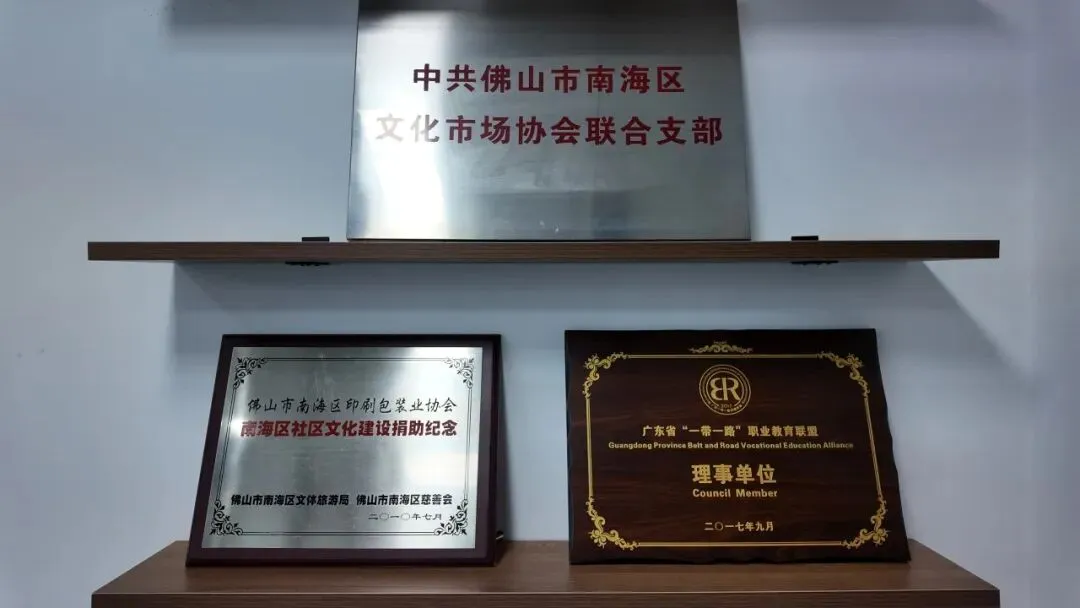 中共佛山市南海区
文化市场协会联合支部
佛山市南海区印刷包装业协会
南海区社区文化建设捐助纪念
佛山市南海区文体旅游局 佛山市南海区慈善会
二〇一〇年七月
BR
2017
广东省“一带一路”职业教育联盟
Guangdong Province Belt and Road Vocational Education Alliance
理事单位
Council Member
二〇一七年九月